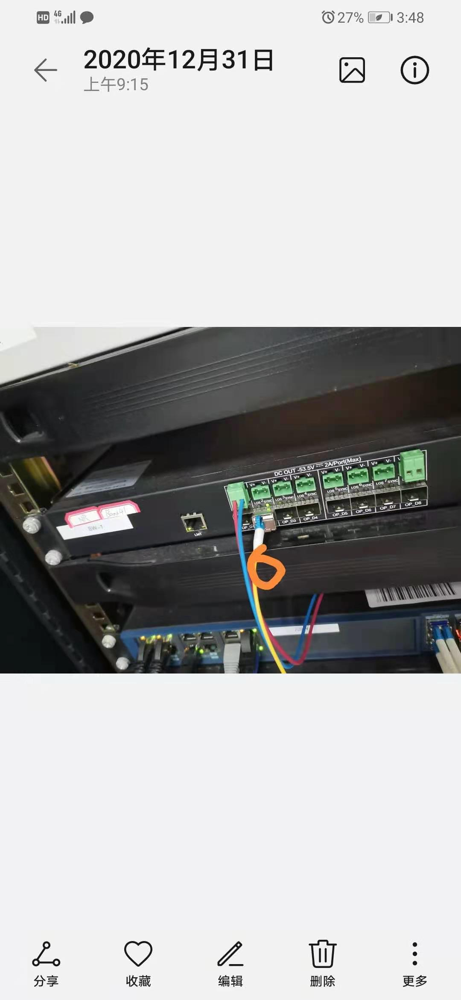 HD 4G 27% 3:48
2020年12月31日
上午9:15
DC OUT -53.5V 2A/Port(Max)
V+ V- V+ V- V+ V- V+ V- V+ V- V+ V-
LOS 2 SYNC LOS 3 SYNC LOS 4 SYNC LOS 5 SYNC LOS 6 SYNC LOS 7 SYNC
OP_D1 OP_D3 OP_D4 OP_D5 OP_D6 OP_D7 OP_D8
NR Band41
LMT
分享 收藏 编辑 删除 更多